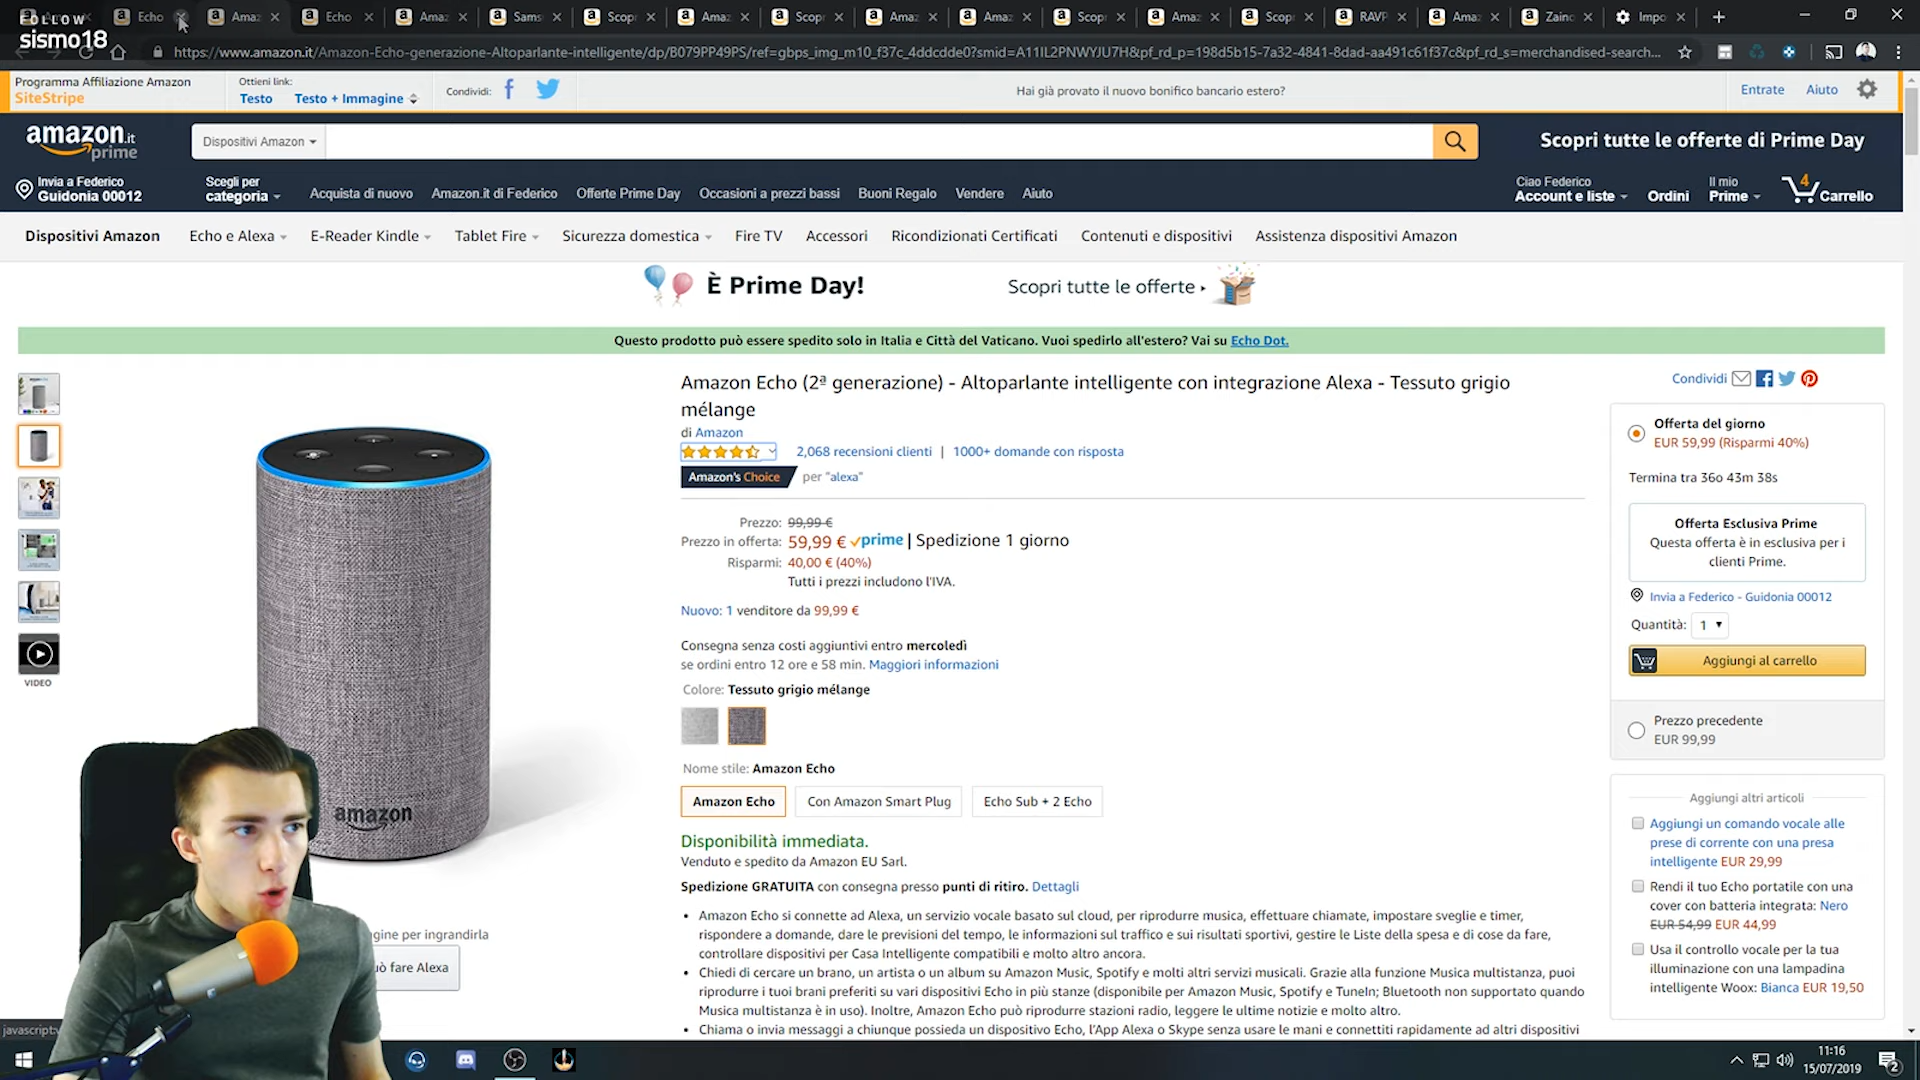 FOLLOW
sismo18
Echo
Amaz
Echo
Amaz
Sams
Scop
Amaz
Scop
Amaz
Amaz
Scop
Amaz
Scop
RAVP
Amaz
Zaino
Impo
https://www.amazon.it/Amazon-Echo-generazione-Altoparlante-intelligente/dp/B079PP49PS/ref=gbps_img_m10_f37c_4ddcdde0?smid=A11IL2PNWYJU7H&pf_rd_p=198d5b15-7a32-4841-8dad-aa491c61f37c&pf_rd_s=merchandised-search...
Programma Affiliazione Amazon
SiteStripe
Ottieni link:
Testo Testo + Immagine
Condividi:
Hai già provato il nuovo bonifico bancario estero?
Entrate Aiuto
amazon.it
prime
Dispositivi Amazon
Scopri tutte le offerte di Prime Day
Invia a Federico
Guidonia 00012
Scegli per
categoria
Acquista di nuovo Amazon.it di Federico Offerte Prime Day Occasioni a prezzi bassi Buoni Regalo Vendere Aiuto
Ciao Federico
Account e liste
Ordini
Il mio
Prime
4
Carrello
Dispositivi Amazon Echo e Alexa E-Reader Kindle Tablet Fire Sicurezza domestica Fire TV Accessori Ricondizionati Certificati Contenuti e dispositivi Assistenza dispositivi Amazon
È Prime Day! Scopri tutte le offerte
Questo prodotto può essere spedito solo in Italia e Città del Vaticano. Vuoi spedirlo all'estero? Vai su Echo Dot.
VIDEO
amazon
gine per ingrandirla
uò fare Alexa
Amazon Echo (2ª generazione) - Altoparlante intelligente con integrazione Alexa - Tessuto grigio
mélange
di Amazon
2,068 recensioni clienti | 1000+ domande con risposta
Amazon's Choice per "alexa"
Prezzo: 99,99 €
Prezzo in offerta: 59,99 € prime | Spedizione 1 giorno
Risparmi: 40,00 € (40%)
Tutti i prezzi includono l'IVA.
Nuovo: 1 venditore da 99,99 €
Consegna senza costi aggiuntivi entro mercoledì
se ordini entro 12 ore e 58 min. Maggiori informazioni
Colore: Tessuto grigio mélange
Nome stile: Amazon Echo
Amazon Echo Con Amazon Smart Plug Echo Sub + 2 Echo
Disponibilità immediata.
Venduto e spedito da Amazon EU Sarl.
Spedizione GRATUITA con consegna presso punti di ritiro. Dettagli
• Amazon Echo si connette ad Alexa, un servizio vocale basato sul cloud, per riprodurre musica, effettuare chiamate, impostare sveglie e timer,
rispondere a domande, dare le previsioni del tempo, le informazioni sul traffico e sui risultati sportivi, gestire le Liste della spesa e di cose da fare,
controllare dispositivi per Casa Intelligente compatibili e molto altro ancora.
• Chiedi di cercare un brano, un artista o un album su Amazon Music, Spotify e molti altri servizi musicali. Grazie alla funzione Musica multistanza, puoi
riprodurre i tuoi brani preferiti su vari dispositivi Echo in più stanze (disponibile per Amazon Music, Spotify e TuneIn; Bluetooth non supportato quando
Musica multistanza è in uso). Inoltre, Amazon Echo può riprodurre stazioni radio, leggere le ultime notizie e molto altro.
• Chiama o invia messaggi a chiunque possieda un dispositivo Echo, l'App Alexa o Skype senza usare le mani e connettiti rapidamente ad altri dispositivi
Condividi
Offerta del giorno
EUR 59,99 (Risparmi 40%)
Termina tra 36o 43m 38s
Offerta Esclusiva Prime
Questa offerta è in esclusiva per i
clienti Prime.
Invia a Federico - Guidonia 00012
Quantità: 1
Aggiungi al carrello
Prezzo precedente
EUR 99,99
Aggiungi altri articoli
Aggiungi un comando vocale alle
prese di corrente con una presa
intelligente EUR 29,99
Rendi il tuo Echo portatile con una
cover con batteria integrata: Nero
EUR 54,99 EUR 44,99
Usa il controllo vocale per la tua
illuminazione con una lampadina
intelligente Woox: Bianca EUR 19,50
javascript:
11:16
15/07/2019
2